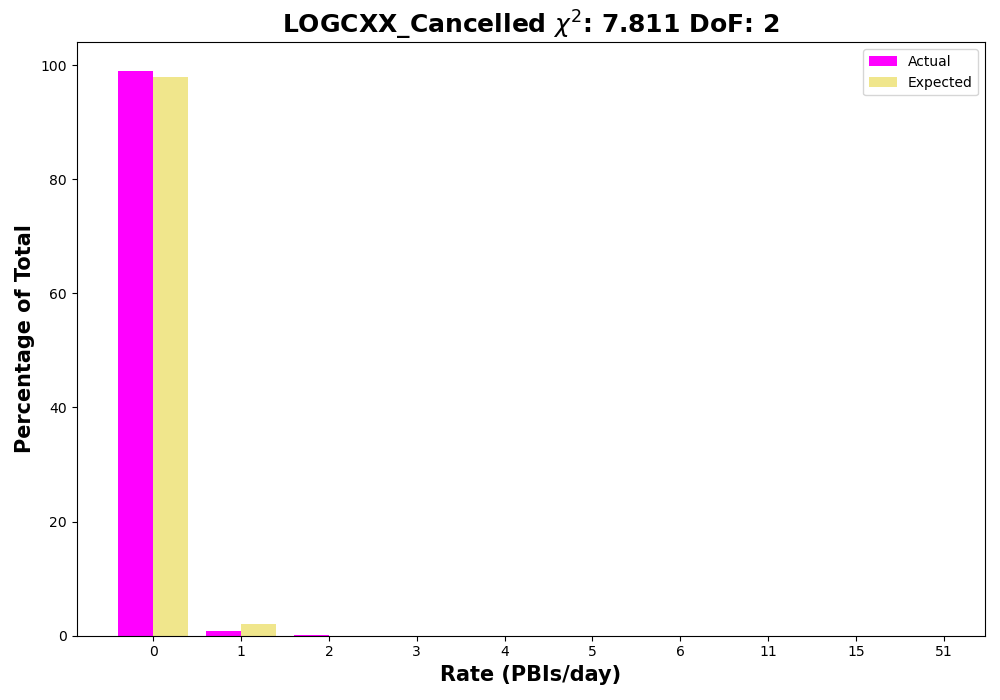 LOGCXX_Cancelled χ²: 7.811 DoF: 2
Actual
Expected
Percentage of Total
100
80
60
40
20
0
0 1 2 3 4 5 6 11 15 51
Rate (PBIs/day)